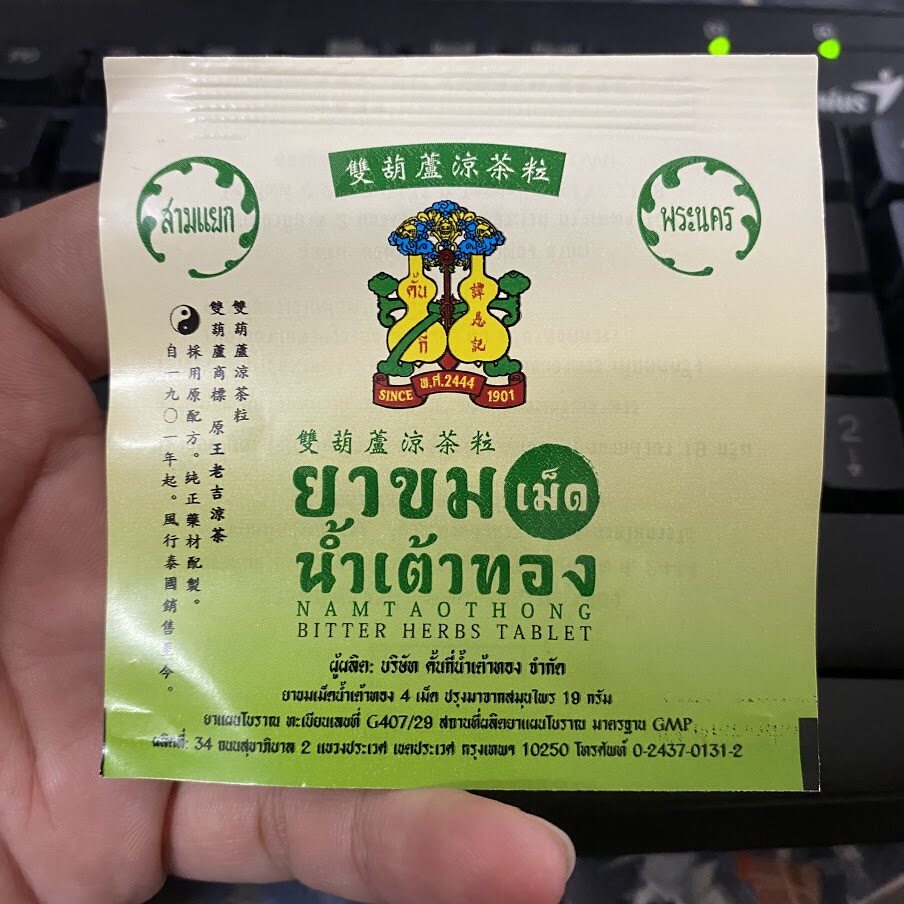 雙葫蘆涼茶粒
สามแยก
พระนคร
คั้น
กี่
譚恩記
พ.ศ.2444
SINCE 1901
雙葫蘆涼茶粒
雙葫蘆商標 原王老吉涼茶
採用原配方。純正藥材配製。
自一九〇一年起。風行泰國銷售至今。
雙葫蘆涼茶粒
ยาขม เม็ด
น้ำเต้าทอง
NAMTAOTHONG
BITTER HERBS TABLET
ผู้ผลิต: บริษัท คั้นกี่น้ำเต้าทอง จำกัด
ยาขมเม็ดน้ำเต้าทอง 4 เม็ด ปรุงมาจากสมุนไพร 19 กรัม
ยาแผนโบราณ ทะเบียนเลขที่ G407/29 สถานที่ผลิตยาแผนโบราณ มาตรฐาน GMP
ผลิตที่: 34 ถนนสุขาภิบาล 2 แขวงประเวศ เขตประเวศ กรุงเทพฯ 10250 โทรศัพท์ 0-2437-0131-2
nius
2